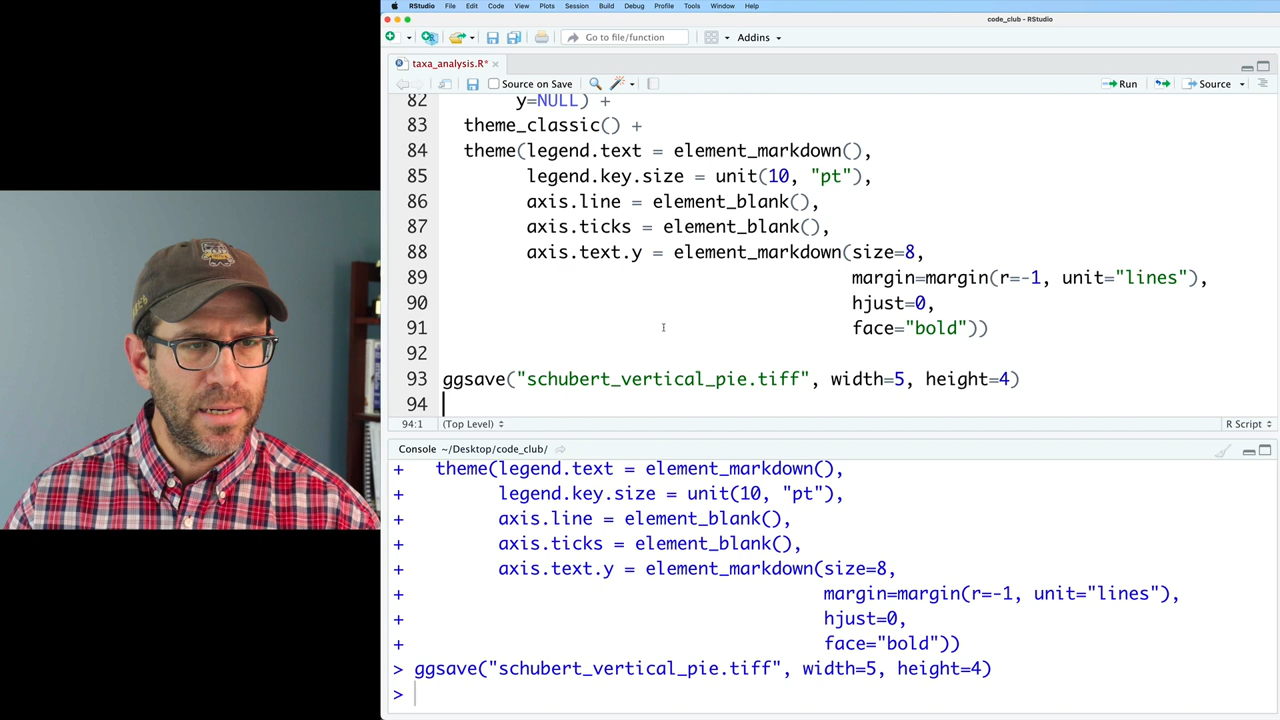 RStudio File Edit Code View Plots Session Build Debug Profile Tools Window Help
code_club - RStudio
Go to file/function Addins
taxa_analysis.R*
Source on Save Run Source
82 y=NULL) +
83 theme_classic() +
84 theme(legend.text = element_markdown(),
85 legend.key.size = unit(10, "pt"),
86 axis.line = element_blank(),
87 axis.ticks = element_blank(),
88 axis.text.y = element_markdown(size=8,
89 margin=margin(r=-1, unit="lines"),
90 hjust=0,
91 face="bold"))
92
93 ggsave("schubert_vertical_pie.tiff", width=5, height=4)
94
94:1 (Top Level) R Script
Console ~/Desktop/code_club/
+ theme(legend.text = element_markdown(),
+ legend.key.size = unit(10, "pt"),
+ axis.line = element_blank(),
+ axis.ticks = element_blank(),
+ axis.text.y = element_markdown(size=8,
+ margin=margin(r=-1, unit="lines"),
+ hjust=0,
+ face="bold"))
> ggsave("schubert_vertical_pie.tiff", width=5, height=4)
>